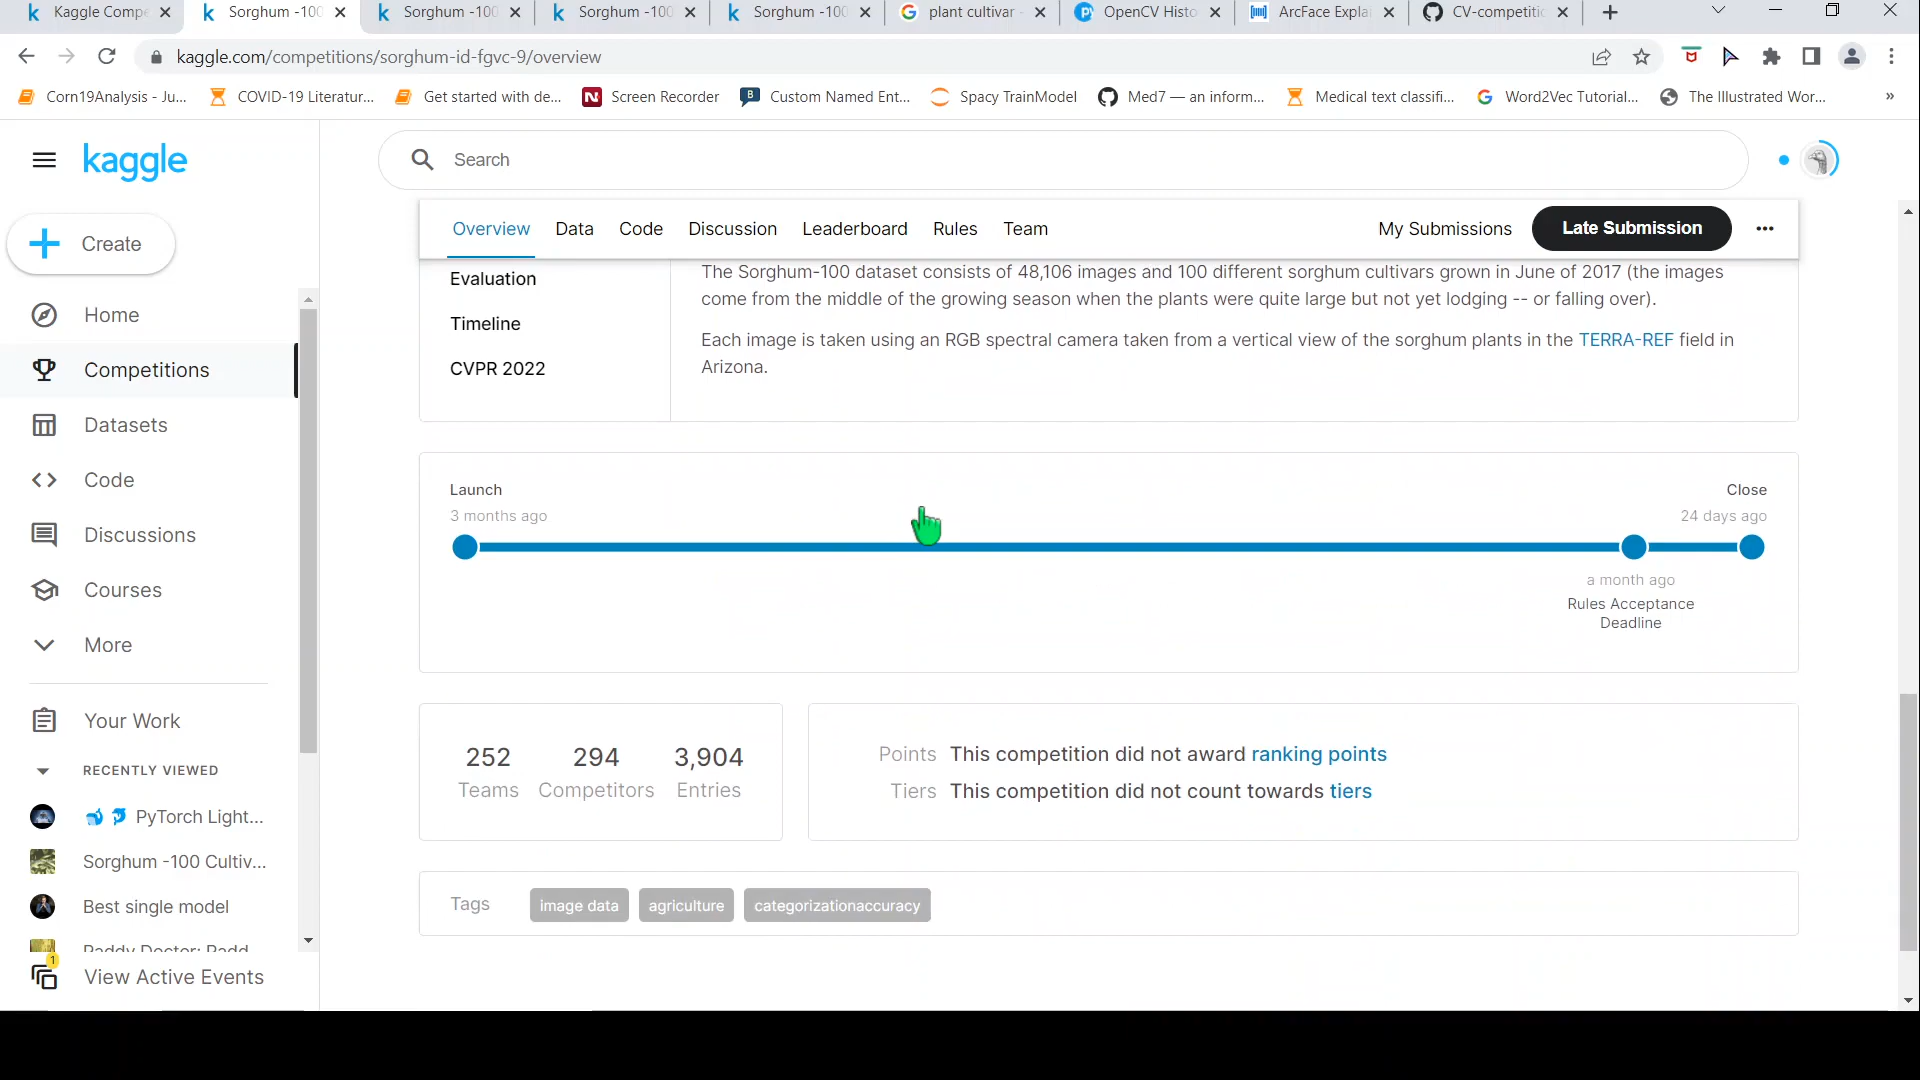 Kaggle Compe
Sorghum -100
Sorghum -100
Sorghum -100
Sorghum -100
plant cultivar -
OpenCV Histo
ArcFace Expla
CV-competitic
kaggle.com/competitions/sorghum-id-fgvc-9/overview
Corn19Analysis - Ju...
COVID-19 Literatur...
Get started with de...
Screen Recorder
Custom Named Ent...
Spacy TrainModel
Med7 — an inform...
Medical text classifi...
Word2Vec Tutorial...
The Illustrated Wor...
»
kaggle
Search
Create
Home
Competitions
Datasets
Code
Discussions
Courses
More
Your Work
RECENTLY VIEWED
PyTorch Light...
Sorghum -100 Cultiv...
Best single model
Paddy Doctor: Padd
1
View Active Events
Overview
Data
Code
Discussion
Leaderboard
Rules
Team
My Submissions
Late Submission
Evaluation
Timeline
CVPR 2022
The Sorghum-100 dataset consists of 48,106 images and 100 different sorghum cultivars grown in June of 2017 (the images
come from the middle of the growing season when the plants were quite large but not yet lodging -- or falling over).
Each image is taken using an RGB spectral camera taken from a vertical view of the sorghum plants in the TERRA-REF field in
Arizona.
Launch
3 months ago
Close
24 days ago
a month ago
Rules Acceptance
Deadline
252
Teams
294
Competitors
3,904
Entries
Points This competition did not award ranking points
Tiers This competition did not count towards tiers
Tags
image data
agriculture
categorizationaccuracy